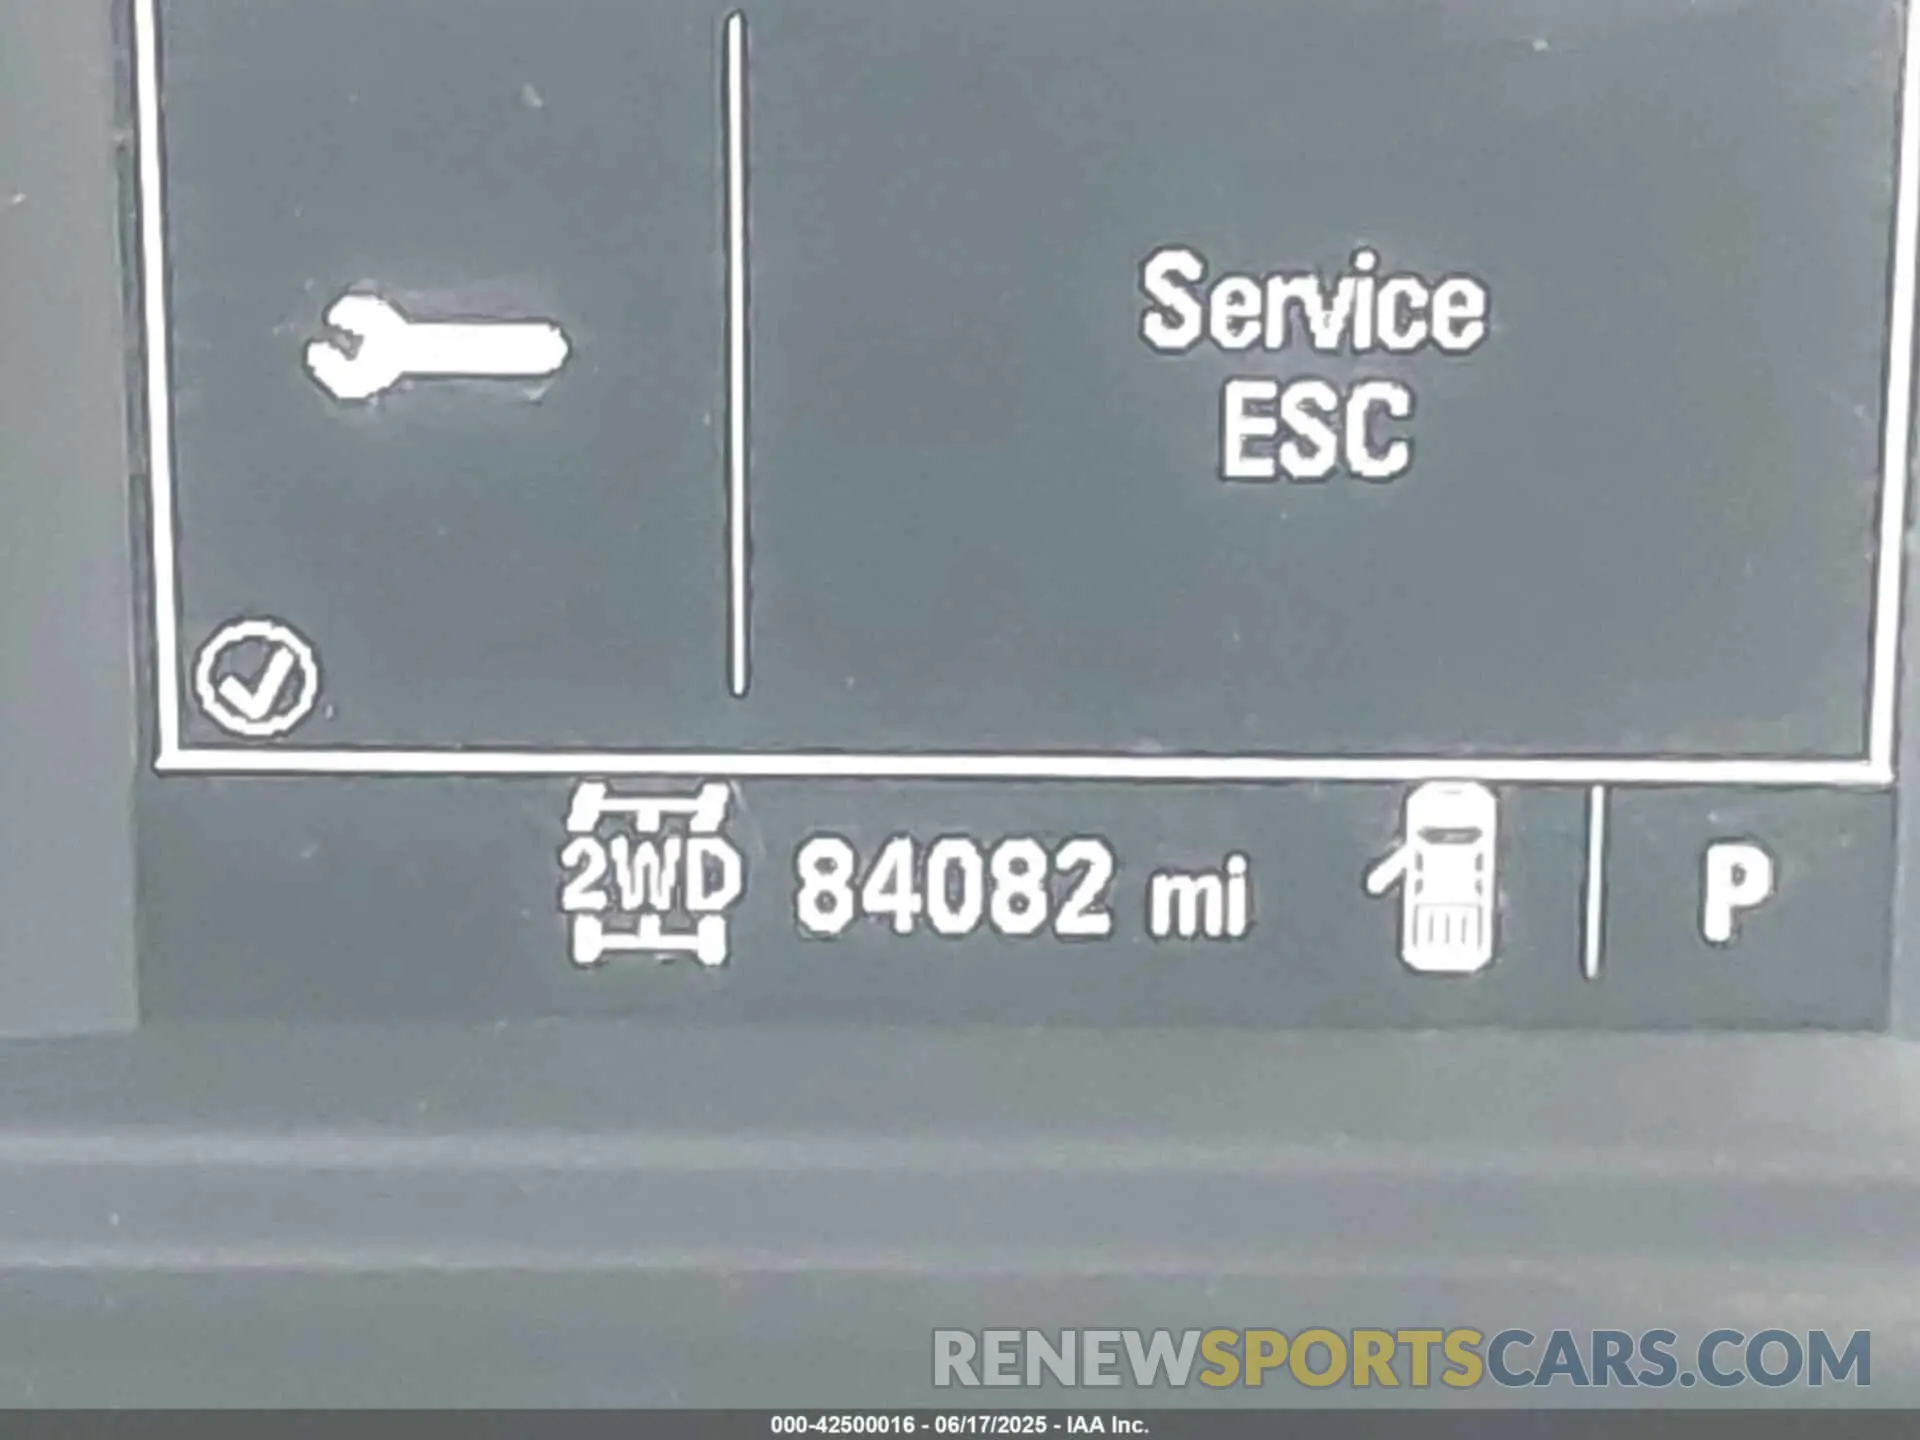 Service
ESC
2WD 84082 mi P
RENEWSPORTSCARS.COM
000-42500016 - 06/17/2025 - IAA Inc.